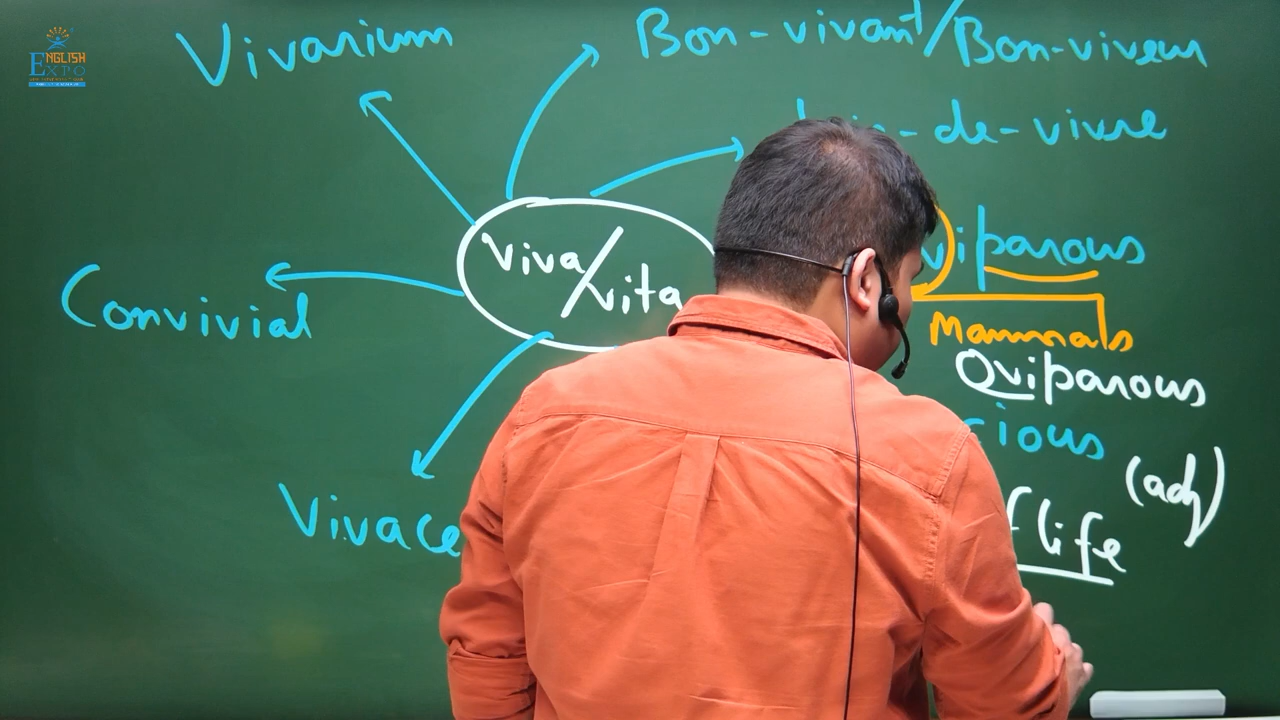 ENGLISH
EXPO
Vivarium
Bon-vivant/Bon-viveur
-de-vivre
Viva/vita
viparous
Mammals
Convivial
Oviparous
cious
(adj)
Vivace
f life